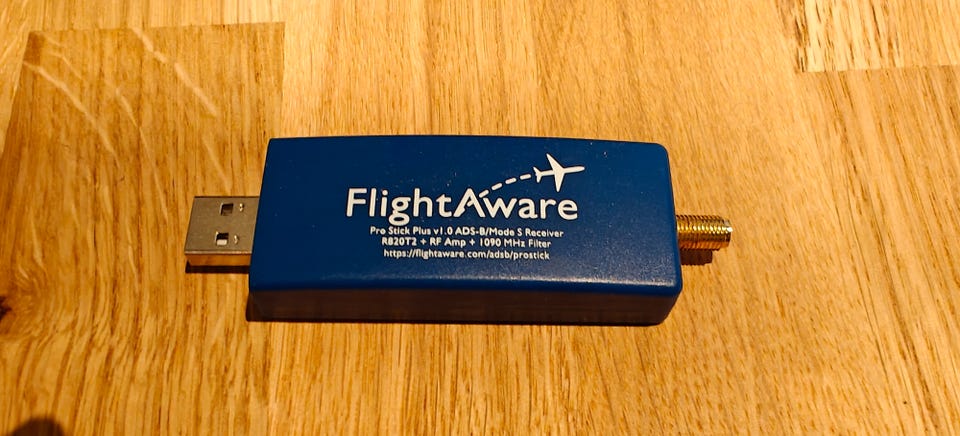 FlightAware
Pro Stick Plus v1.0 ADS-B/Mode S Receiver
R820T2 + RF Amp + 1090 MHz Filter
https://flightaware.com/adsb/prostick